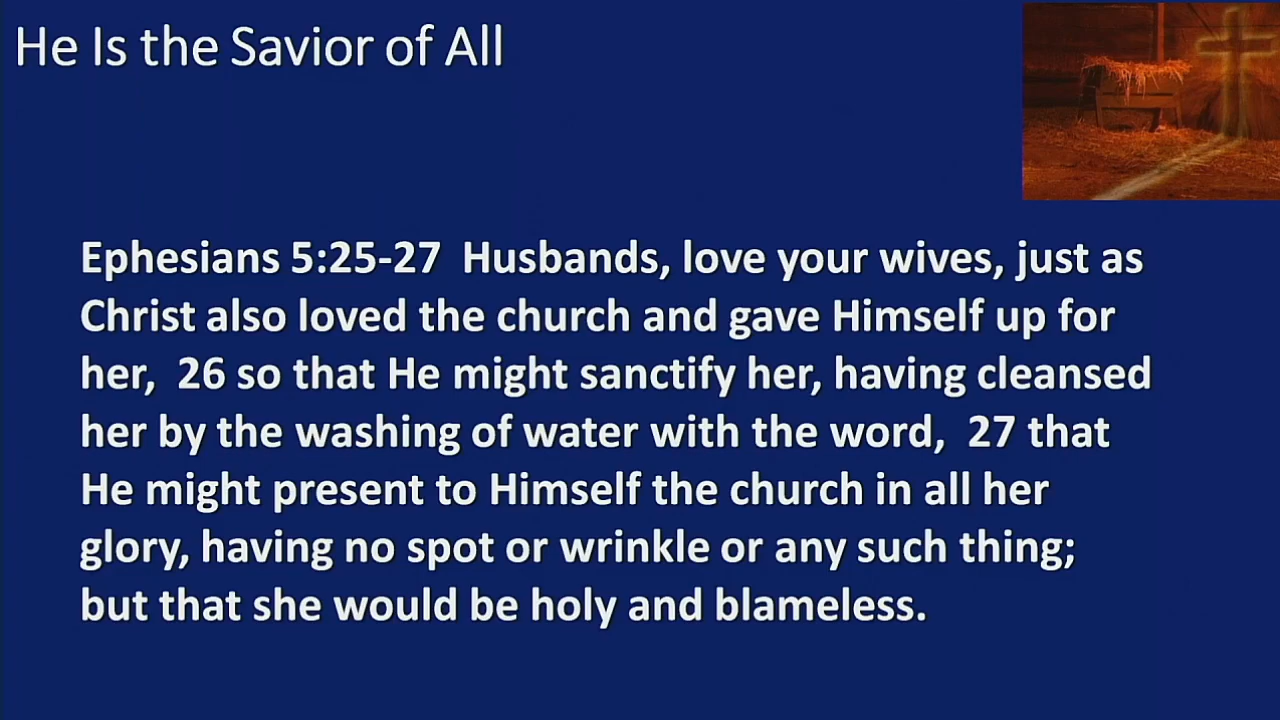 He Is the Savior of All
Ephesians 5:25-27  Husbands, love your wives, just as
Christ also loved the church and gave Himself up for
her,  26 so that He might sanctify her, having cleansed
her by the washing of water with the word,  27 that
He might present to Himself the church in all her
glory, having no spot or wrinkle or any such thing;
but that she would be holy and blameless.